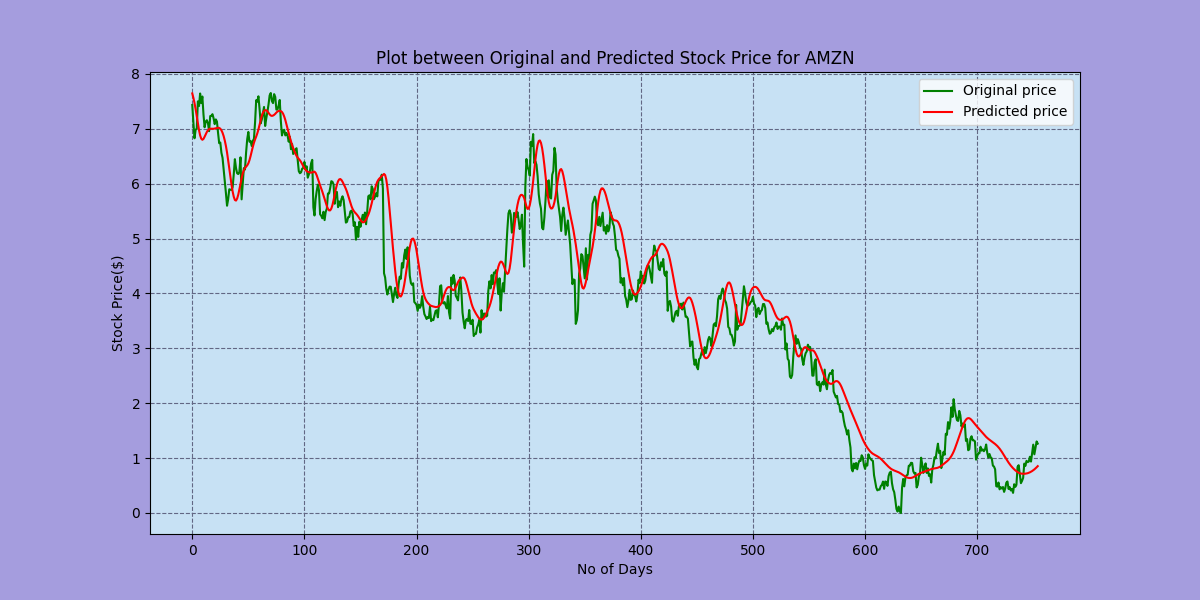 Plot between Original and Predicted Stock Price for AMZN
Original price
Predicted price
Stock Price($)
8
7
6
5
4
3
2
1
0
0 100 200 300 400 500 600 700
No of Days